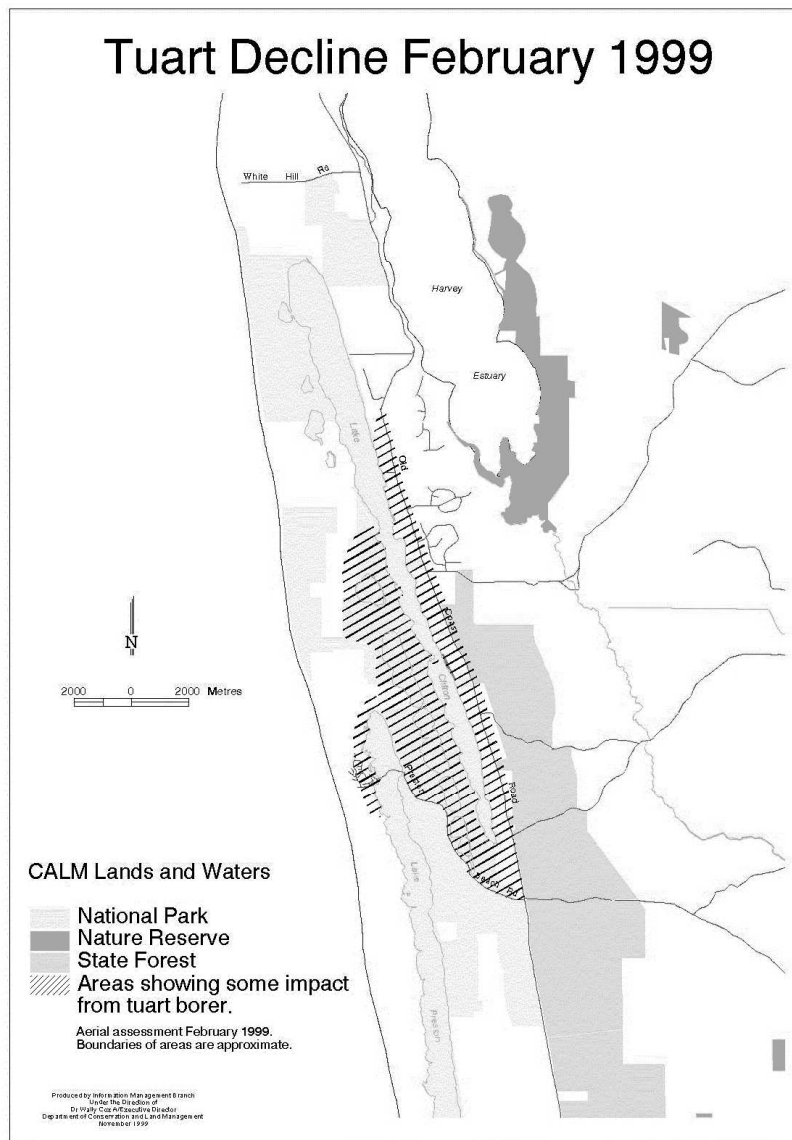 Tuart Decline February 1999
White Hill Rd
Harvey
Estuary
Lake
Old
Coast
Clifton
N
2000 0 2000 Metres
Preston
Road
Beach Rd
Lake
Preston
CALM Lands and Waters
National Park
Nature Reserve
State Forest
Areas showing some impact
from tuart borer.
Aerial assessment February 1999.
Boundaries of areas are approximate.
Produced by Information Management Branch
Under the Direction of
Dr Wally Cox A/Executive Director
Department of Conservation and Land Management
November 1999